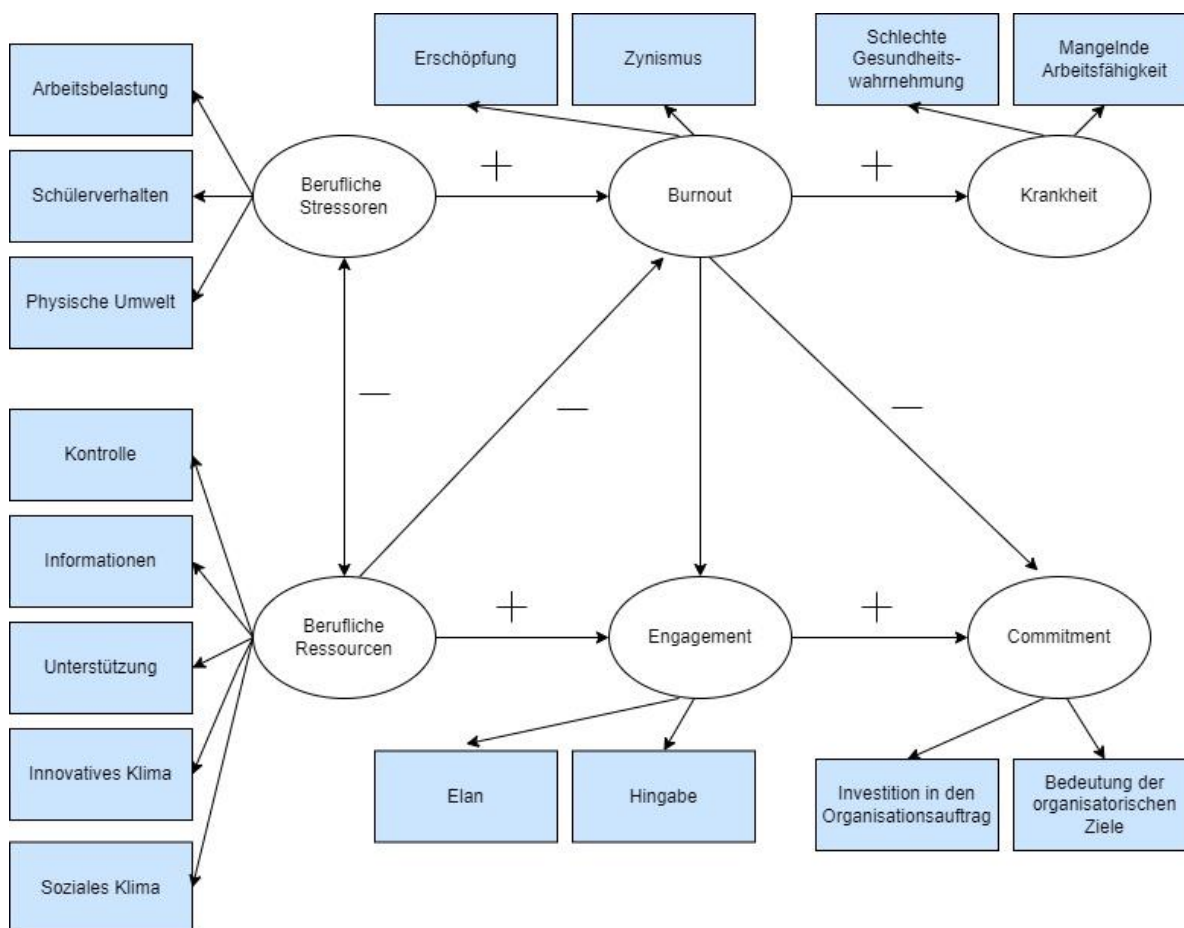 Erschöpfung
Zynismus
Schlechte
Gesundheits-
wahrnehmung
Mangelnde
Arbeitsfähigkeit
Arbeitsbelastung
Schülerverhalten
Physische Umwelt
Berufliche
Stressoren
+
Burnout
+
Krankheit
—
—
—
Kontrolle
Informationen
Unterstützung
Innovatives Klima
Soziales Klima
Berufliche
Ressourcen
+
Engagement
+
Commitment
Elan
Hingabe
Investition in den
Organisationsauftrag
Bedeutung der
organisatorischen
Ziele